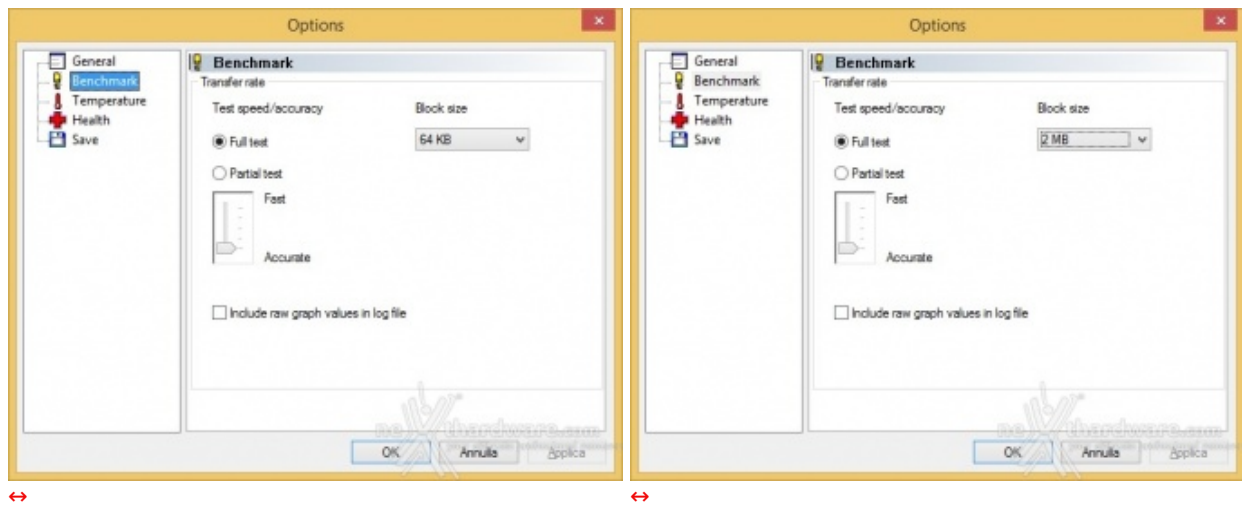 Options
General
Benchmark
Temperature
Health
Save
Benchmark
Transfer rate
Test speed/accuracy
Block size
Full test
64 KB
Partial test
Fast
Accurate
Include raw graph values in log file
OK
Annulla
Applica
Options
General
Benchmark
Temperature
Health
Save
Benchmark
Transfer rate
Test speed/accuracy
Block size
Full test
2 MB
Partial test
Fast
Accurate
Include raw graph values in log file
OK
Annulla
Applica